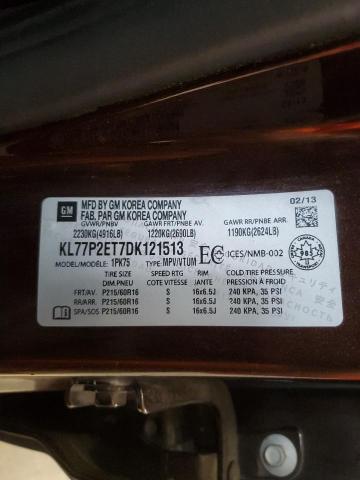 GM
MFD BY GM KOREA COMPANY
FAB. PAR GM KOREA COMPANY
02/13
GVWR/PNBV GAWR FRT/PNBE AV. GAWR RR/PNBE ARR.
2230KG(4916LB) 1220KG(2690LB) 1190KG(2624LB)
KL77P2ET7DK121513 EC ICES/NMB-002
MODEL/MODÈLE: 1PK75 TYPE: MPV/VTUM
TIRE SPEED RTG RIM COLD TIRE PRESSURE
DIM.PNEU COTE VITESSE JANTE PRESSION À FROID
FRT/AV P215/60R16 S 16x6.5J 240 KPA, 35 PSI
RR/AR P215/60R16 S 16x6.5J 240 KPA, 35 PSI
SPA/SOS P215/60R16 S 16x6.5J 240 KPA, 35 PSI